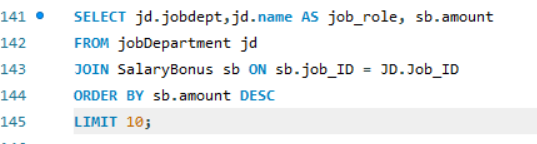 141 SELECT jd.jobdept,jd.name AS job_role, sb.amount
142 FROM jobDepartment jd
143 JOIN SalaryBonus sb ON sb.job_ID = JD.Job_ID
144 ORDER BY sb.amount DESC
145 LIMIT 10;